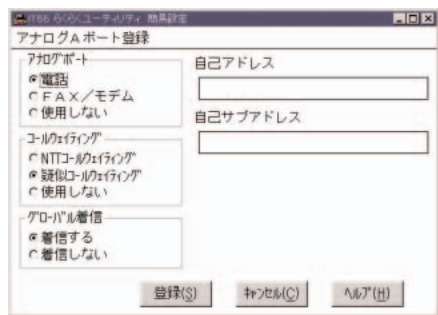 IT66 らくらくユーティリティ 簡易設定
アナログAポート登録
アナログポート
電話
FAX/モデム
使用しない
コールウェイティング
NTTコールウェイティング
疑似コールウェイティング
使用しない
グローバル着信
着信する
着信しない
自己アドレス
自己サブアドレス
登録(S)
キャンセル(C)
ヘルプ(H)